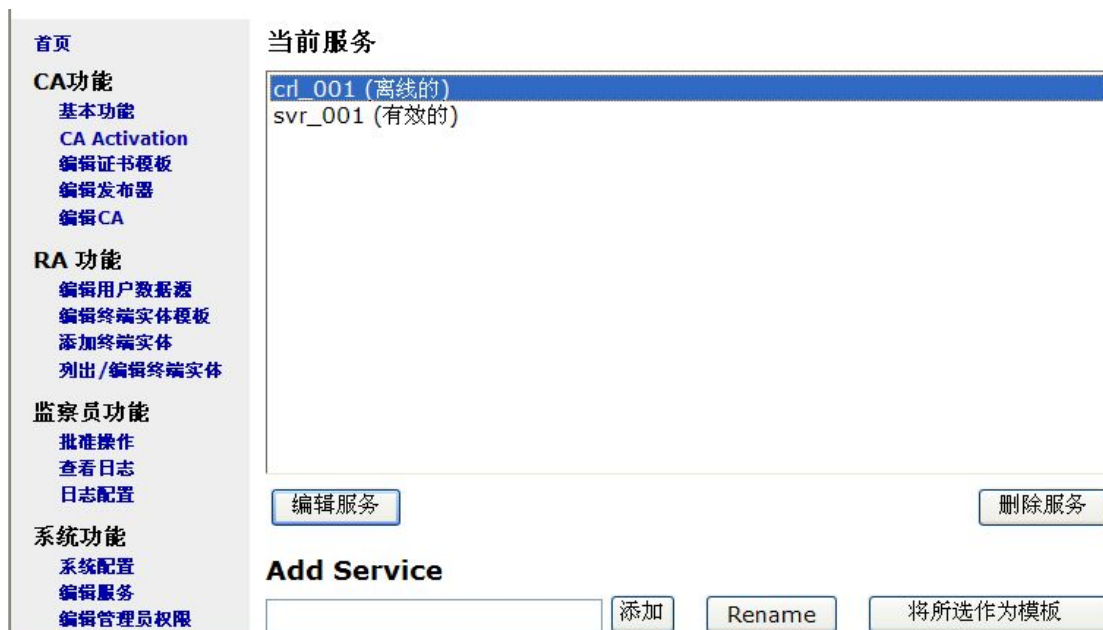 首页
CA功能
基本功能
CA Activation
编辑证书模板
编辑发布器
编辑CA
RA 功能
编辑用户数据源
编辑终端实体模板
添加终端实体
列出/编辑终端实体
监察员功能
批准操作
查看日志
日志配置
系统功能
系统配置
编辑服务
编辑管理员权限
当前服务
crl_001 (离线的)
svr_001 (有效的)
编辑服务
删除服务
Add Service
添加
Rename
将所选作为模板